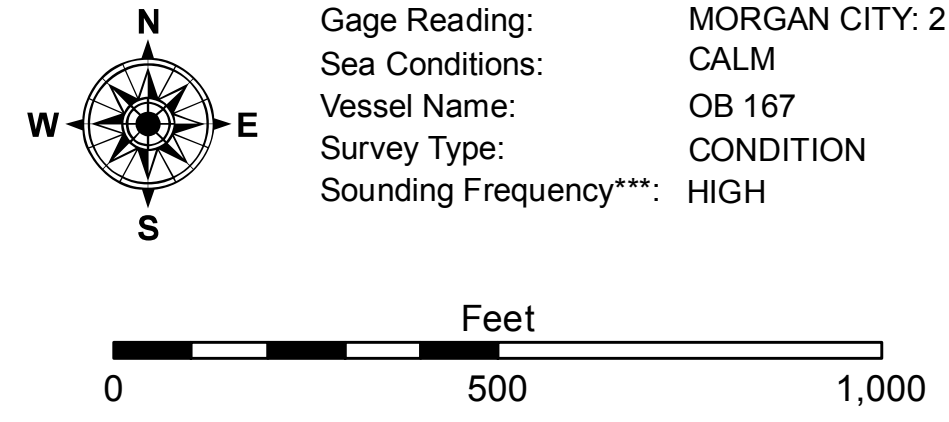 N
W E
S
Gage Reading: MORGAN CITY: 2
Sea Conditions: CALM
Vessel Name: OB 167
Survey Type: CONDITION
Sounding Frequency***: HIGH
Feet
0 500 1,000